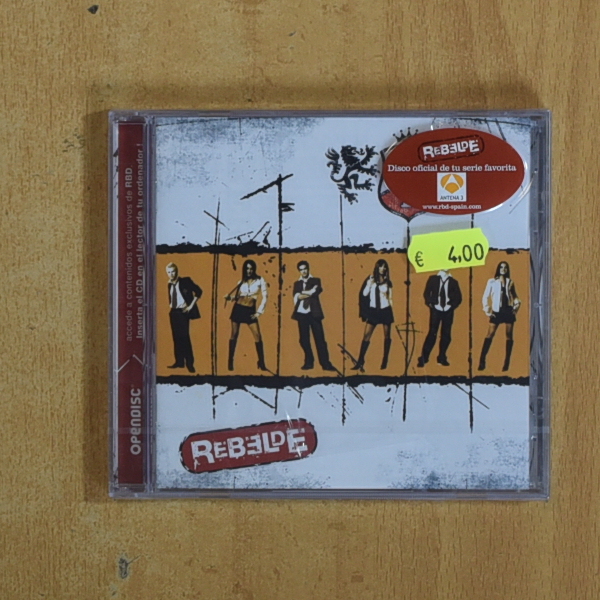 REBELDE
Disco oficial de tu serie favorita
ANTENA 3
www.rbd-spain.com
€ 4,00
REBELDE
OPENDISC
accede a contenidos exclusivos de RBD.
Inserta el CD en el lector de tu ordenador !